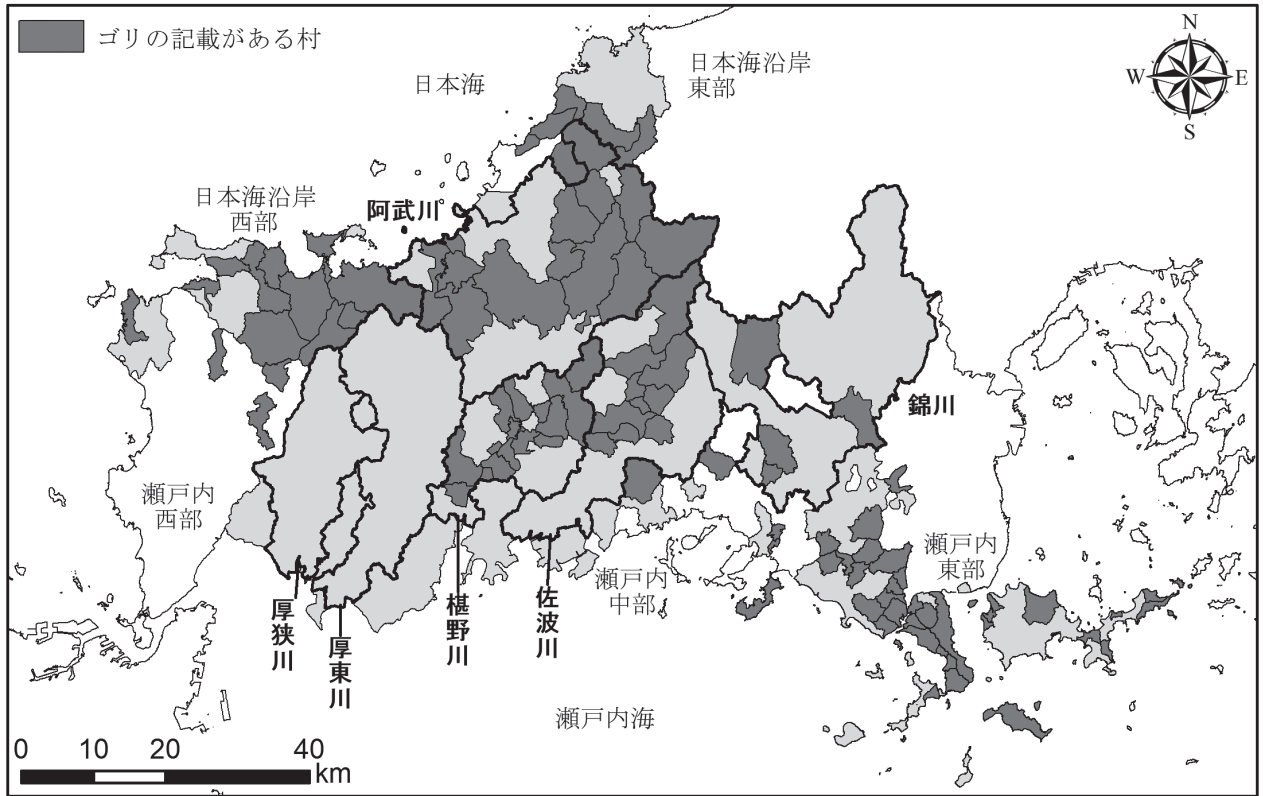 ゴリの記載がある村
日本海
日本海沿岸
東部
N
W
E
S
日本海沿岸
西部
阿武川
錦川
瀬戸内
西部
瀬戸内
東部
瀬戸内
中部
厚狭川
厚東川
椹野川
佐波川
瀬戸内海
0 10 20 40
km